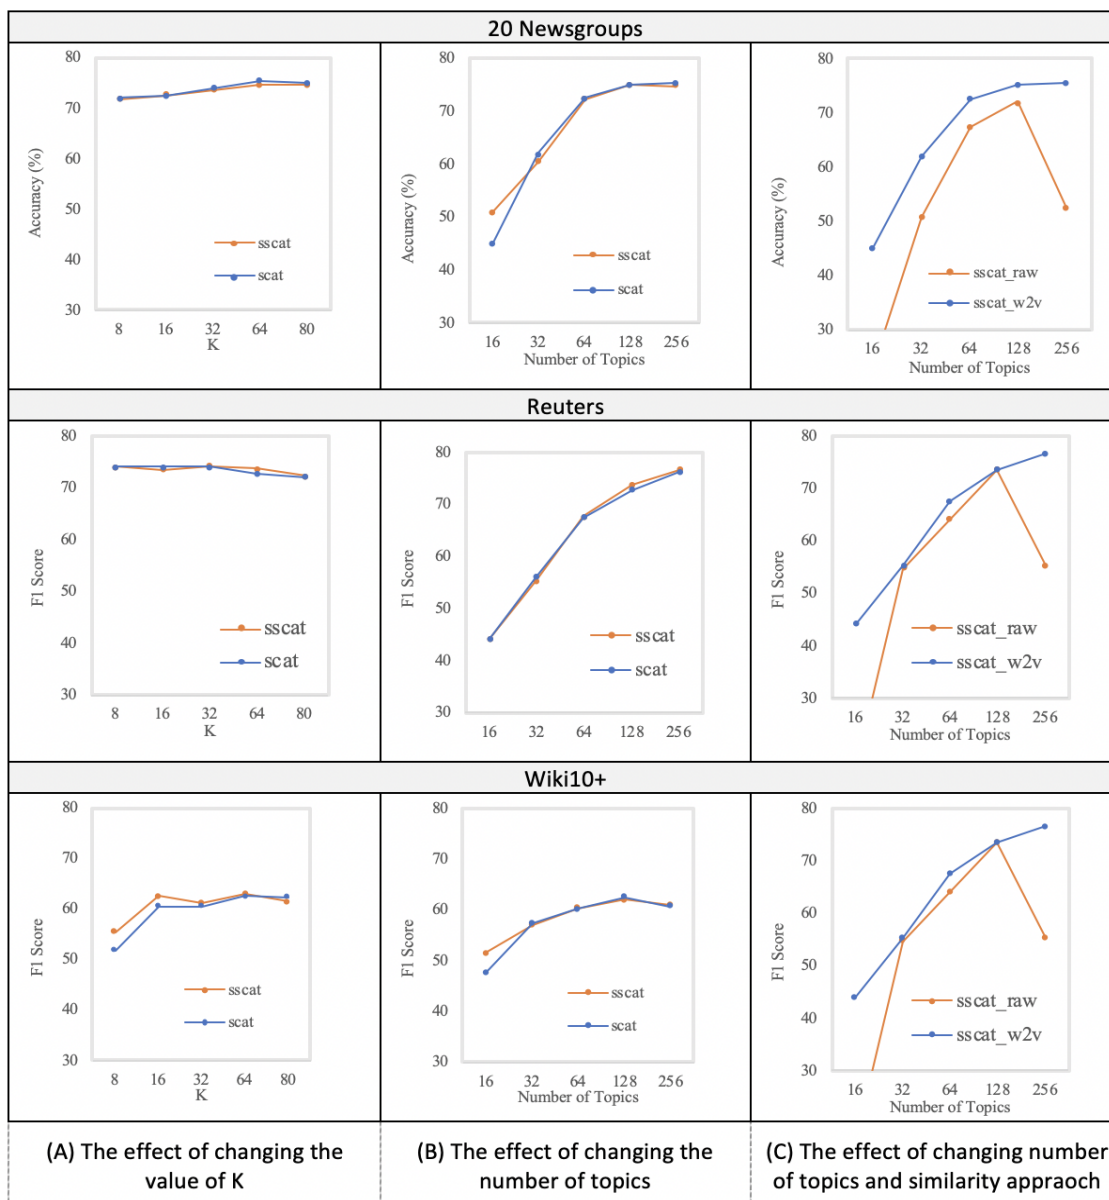 20 Newsgroups
80
70
60
50
40
30
Accuracy (%)
sscat
scat
8 16 32 64 80
K
80
70
60
50
40
30
Accuracy (%)
sscat
scat
16 32 64 128 256
Number of Topics
80
70
60
50
40
30
Accuracy (%)
sscat_raw
sscat_w2v
16 32 64 128 256
Number of Topics
Reuters
80
70
60
50
40
30
F1 Score
sscat
scat
8 16 32 64 80
K
80
70
60
50
40
30
F1 Score
sscat
scat
16 32 64 128 256
Number of Topics
80
70
60
50
40
30
F1 Score
sscat_raw
sscat_w2v
16 32 64 128 256
Number of Topics
Wiki10+
80
70
60
50
40
30
F1 Score
sscat
scat
8 16 32 64 80
K
80
70
60
50
40
30
F1 Score
sscat
scat
16 32 64 128 256
Number of Topics
80
70
60
50
40
30
F1 Score
sscat_raw
sscat_w2v
16 32 64 128 256
Number of Topics
(A) The effect of changing the
value of K
(B) The effect of changing the
number of topics
(C) The effect of changing number
of topics and similarity appraoch